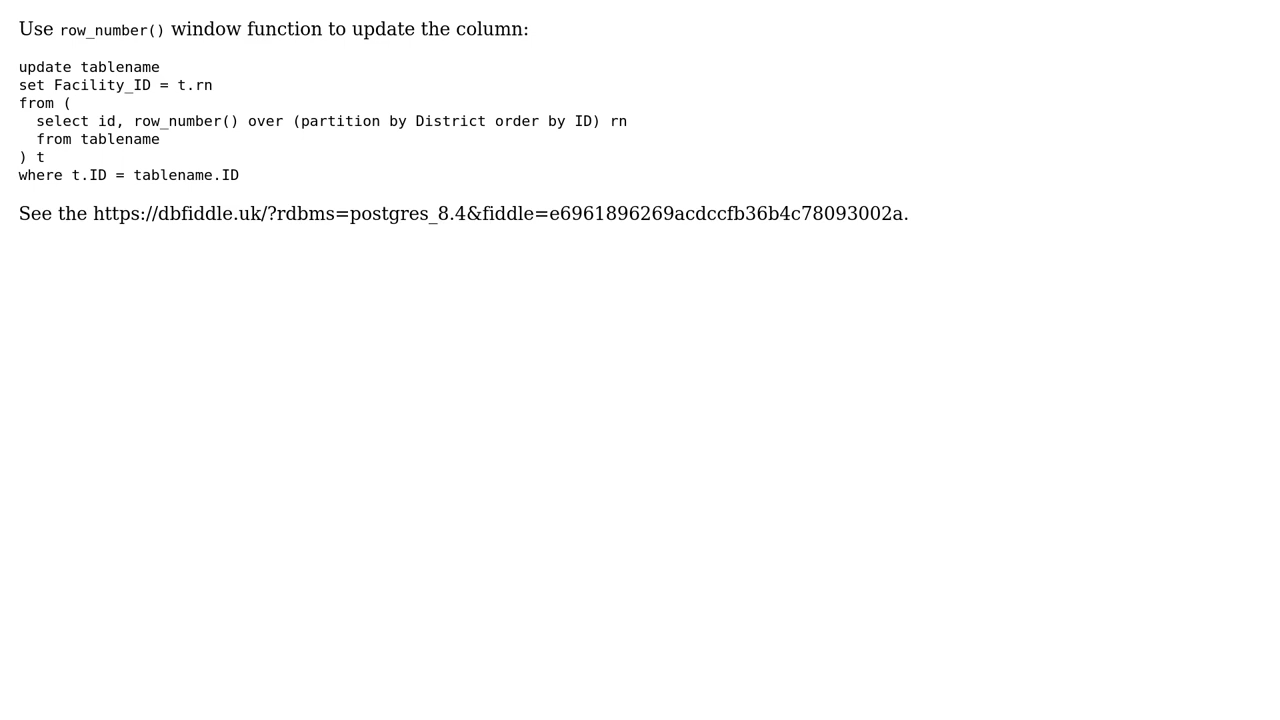 Use row_number() window function to update the column:
update tablename
set Facility_ID = t.rn
from (
  select id, row_number() over (partition by District order by ID) rn
  from tablename
) t
where t.ID = tablename.ID
See the https://dbfiddle.uk/?rdbms=postgres_8.4&fiddle=e6961896269acdccfb36b4c78093002a.